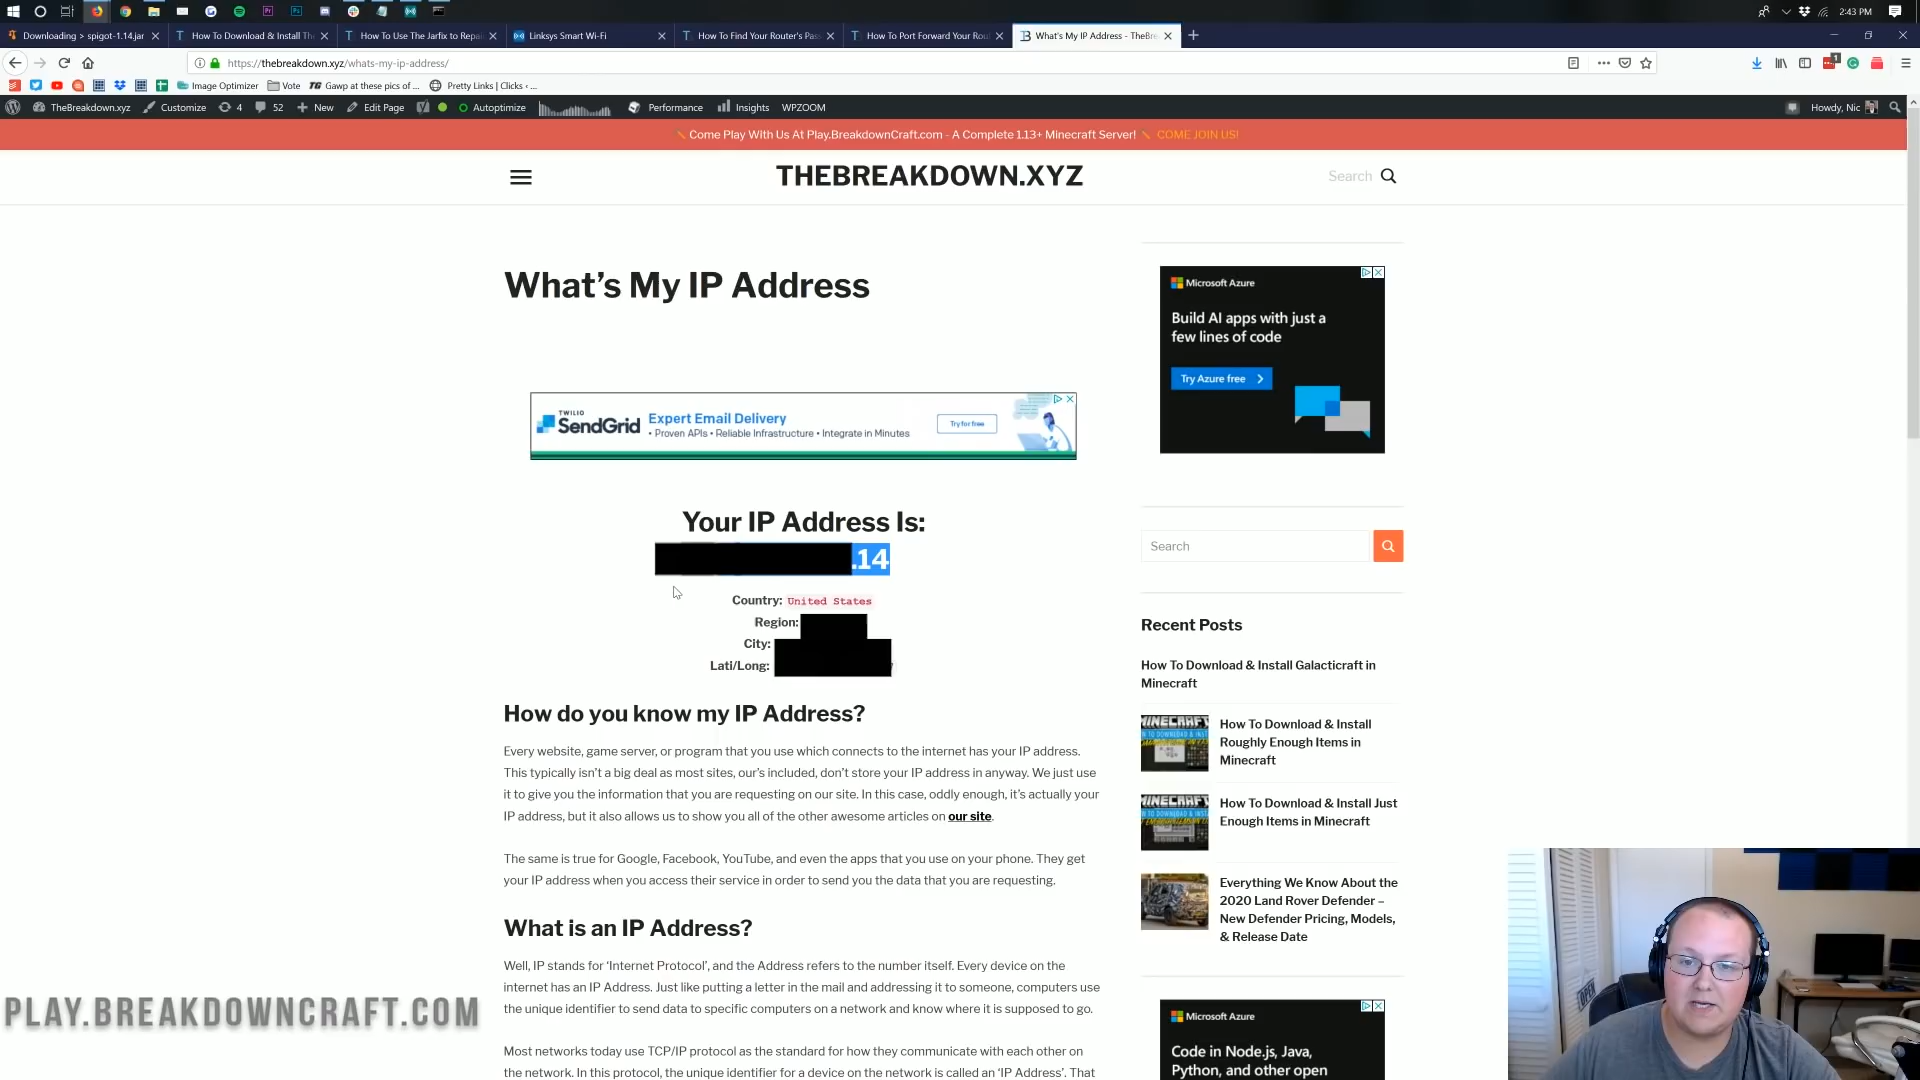 2:43 PM
Downloading > spigot-1.14.jar
How To Download & Install Th
How To Use The Jarfix to Repai
Linksys Smart Wi-Fi
How To Find Your Router's Pas
How To Port Forward Your Rou
What's My IP Address - TheBre
https://thebreakdown.xyz/whats-my-ip-address/
Image Optimizer
Vote
TG Gawp at these pics of ...
Pretty Links | Clicks ‹ ...
TheBreakdown.xyz
Customize
4
52
New
Edit Page
Autoptimize
Performance
Insights
WPZOOM
Howdy, Nic
Come Play With Us At Play.BreakdownCraft.com - A Complete 1.13+ Minecraft Server!
COME JOIN US!
THEBREAKDOWN.XYZ
Search
What's My IP Address
Microsoft Azure
Build AI apps with just a
few lines of code
Try Azure free
TWILIO
SendGrid
Expert Email Delivery
• Proven APIs • Reliable Infrastructure • Integrate in Minutes
Try for free
Your IP Address Is:
.14
Country: United States
Region:
City:
Lati/Long:
Search
Recent Posts
How To Download & Install Galacticraft in
Minecraft
How To Download & Install
Roughly Enough Items in
Minecraft
How To Download & Install Just
Enough Items in Minecraft
Everything We Know About the
2020 Land Rover Defender –
New Defender Pricing, Models,
& Release Date
How do you know my IP Address?
Every website, game server, or program that you use which connects to the internet has your IP address.
This typically isn't a big deal as most sites, our's included, don't store your IP address in anyway. We just use
it to give you the information that you are requesting on our site. In this case, oddly enough, it's actually your
IP address, but it also allows us to show you all of the other awesome articles on our site.
The same is true for Google, Facebook, YouTube, and even the apps that you use on your phone. They get
your IP address when you access their service in order to send you the data that you are requesting.
What is an IP Address?
Well, IP stands for 'Internet Protocol', and the Address refers to the number itself. Every device on the
internet has an IP Address. Just like putting a letter in the mail and addressing it to someone, computers use
the unique identifier to send data to specific computers on a network and know where it is supposed to go.
Most networks today use TCP/IP protocol as the standard for how they communicate with each other on
the network. In this protocol, the unique identifier for a device on the network is called an 'IP Address'. That
Microsoft Azure
Code in Node.js, Java,
Python, and other open
OPEN
PLAY.BREAKDOWNCRAFT.COM